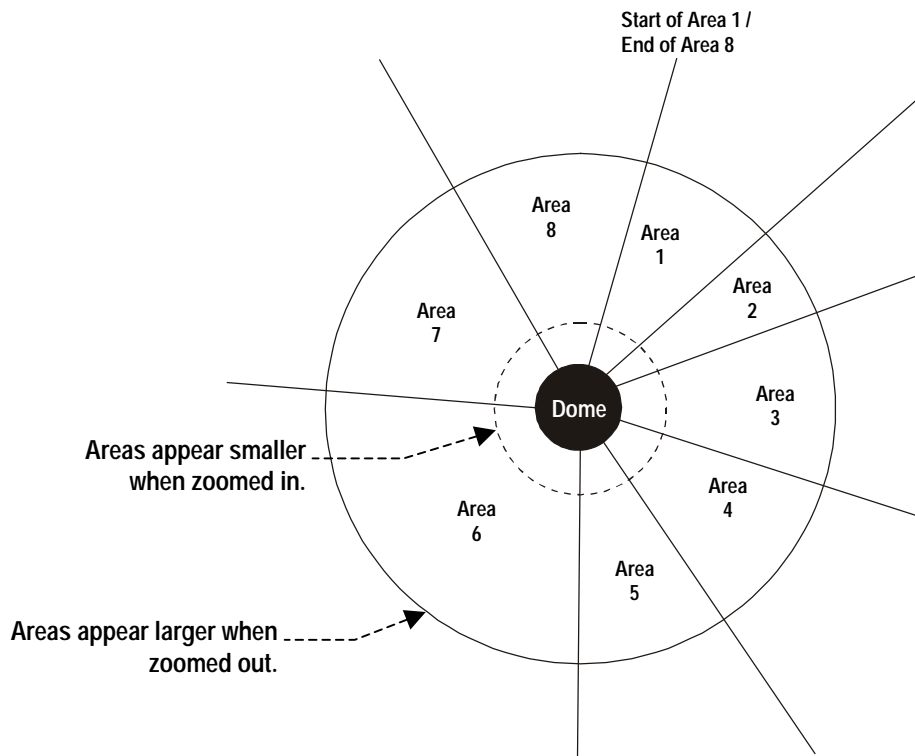 Start of Area 1 /
End of Area 8
Area
8
Area
1
Area
2
Area
7
Area
3
Dome
Areas appear smaller
when zoomed in.
Area
4
Area
6
Area
5
Areas appear larger when
zoomed out.